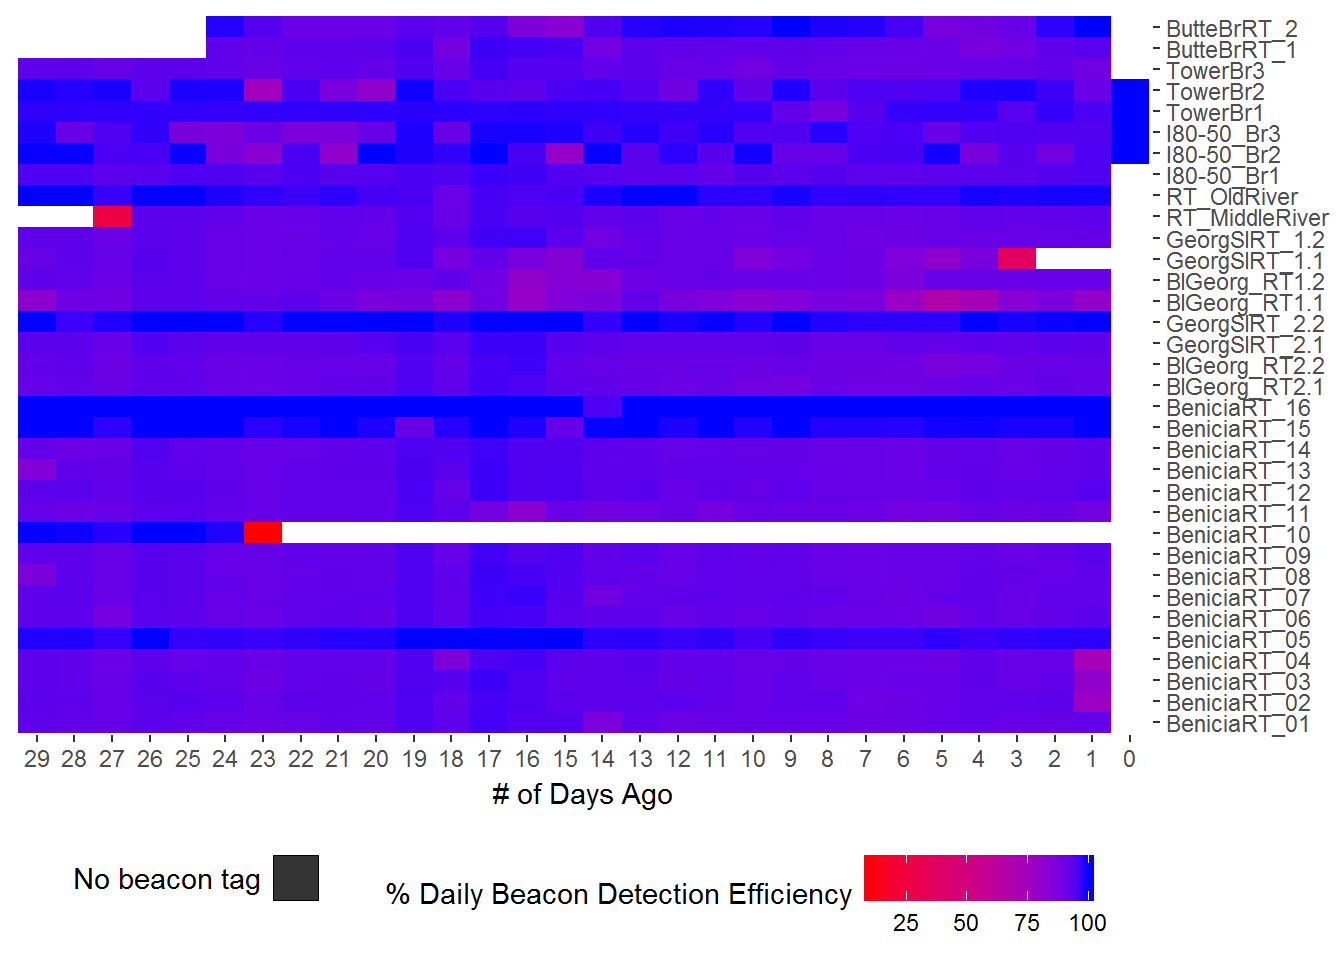 ButteBrRT_2
ButteBrRT_1
TowerBr3
TowerBr2
TowerBr1
I80-50_Br3
I80-50_Br2
I80-50_Br1
RT_OldRiver
RT_MiddleRiver
GeorgSlRT_1.2
GeorgSlRT_1.1
BlGeorg_RT1.2
BlGeorg_RT1.1
GeorgSlRT_2.2
GeorgSlRT_2.1
BlGeorg_RT2.2
BlGeorg_RT2.1
BeniciaRT_16
BeniciaRT_15
BeniciaRT_14
BeniciaRT_13
BeniciaRT_12
BeniciaRT_11
BeniciaRT_10
BeniciaRT_09
BeniciaRT_08
BeniciaRT_07
BeniciaRT_06
BeniciaRT_05
BeniciaRT_04
BeniciaRT_03
BeniciaRT_02
BeniciaRT_01
29 28 27 26 25 24 23 22 21 20 19 18 17 16 15 14 13 12 11 10 9 8 7 6 5 4 3 2 1 0
# of Days Ago
No beacon tag
% Daily Beacon Detection Efficiency
25 50 75 100